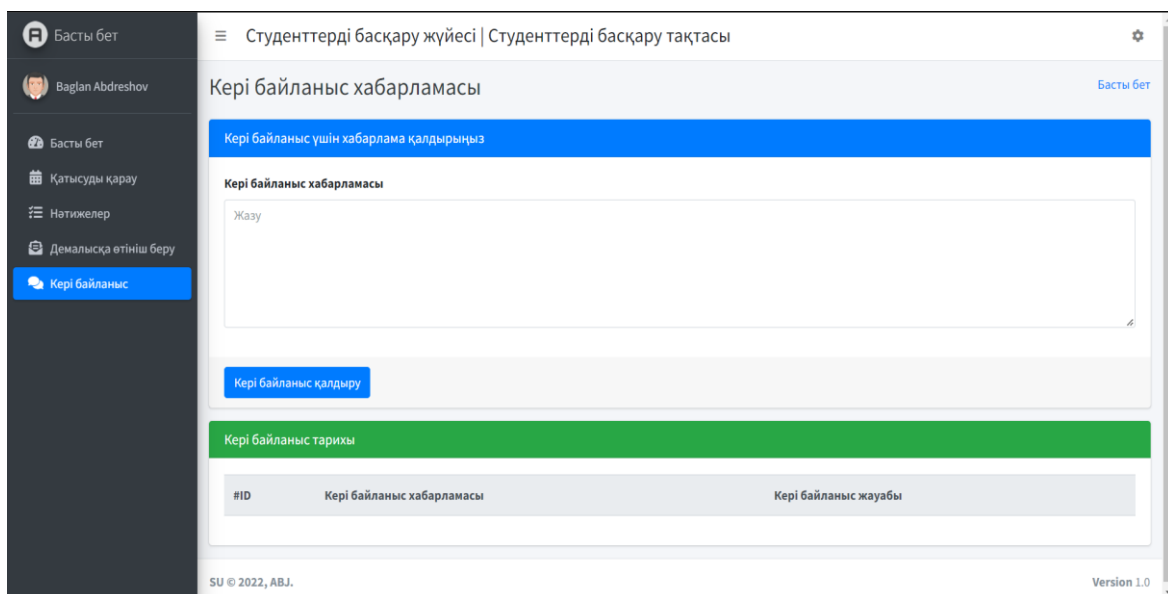 Басты бет
Студенттерді басқару жүйесі | Студенттерді басқару тақтасы
Baglan Abdreshov
Кері байланыс хабарламасы
Басты бет
Басты бет
Қатысуды қарау
Нәтижелер
Демалысқа өтініш беру
Кері байланыс
Кері байланыс үшін хабарлама қалдырыңыз
Кері байланыс хабарламасы
Жазу
Кері байланыс қалдыру
Кері байланыс тарихы
#ID Кері байланыс хабарламасы Кері байланыс жауабы
SU © 2022, ABJ. Version 1.0